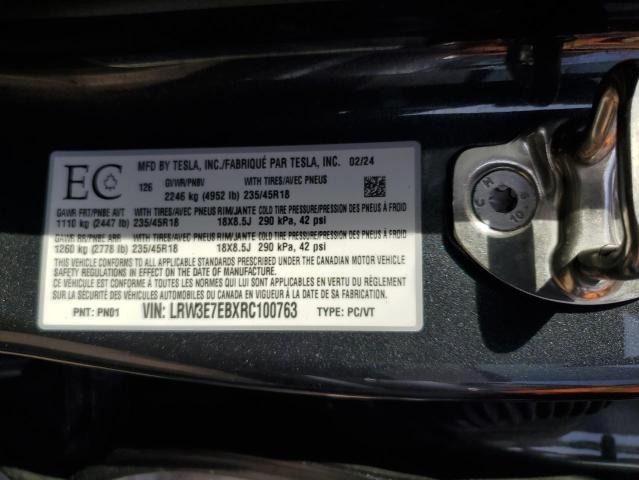 EC
MFD BY TESLA, INC./FABRIQUÉ PAR TESLA, INC. 02/24
126 GVWR/PNBV WITH TIRES/AVEC PNEUS
2246 kg (4952 lb) 235/45R18
GAWR FRT/PNBE AVT WITH TIRES/AVEC PNEUS RIM/JANTE COLD TIRE PRESSURE/PRESSION DES PNEUS À FROID
1110 kg (2447 lb) 235/45R18 18X8.5J 290 kPa, 42 psi
GAWR RR/PNBE ARR WITH TIRES/AVEC PNEUS RIM/JANTE COLD TIRE PRESSURE/PRESSION DES PNEUS À FROID
1260 kg (2778 lb) 235/45R18 18X8.5J 290 kPa, 42 psi
THIS VEHICLE CONFORMS TO ALL APPLICABLE STANDARDS PRESCRIBED UNDER THE CANADIAN MOTOR VEHICLE
SAFETY REGULATIONS IN EFFECT ON THE DATE OF MANUFACTURE.
CE VÉHICULE EST CONFORME À TOUTES LES NORMES QUI LUI SONT APPLICABLES EN VERTU DU RÈGLEMENT
SUR LA SÉCURITÉ DES VÉHICULES AUTOMOBILES DU CANADA EN VIGUEUR À LA DATE DE SA FABRICATION.
PNT: PN01 VIN: LRW3E7EBXRC100763 TYPE: PC/VT
C H
10.9